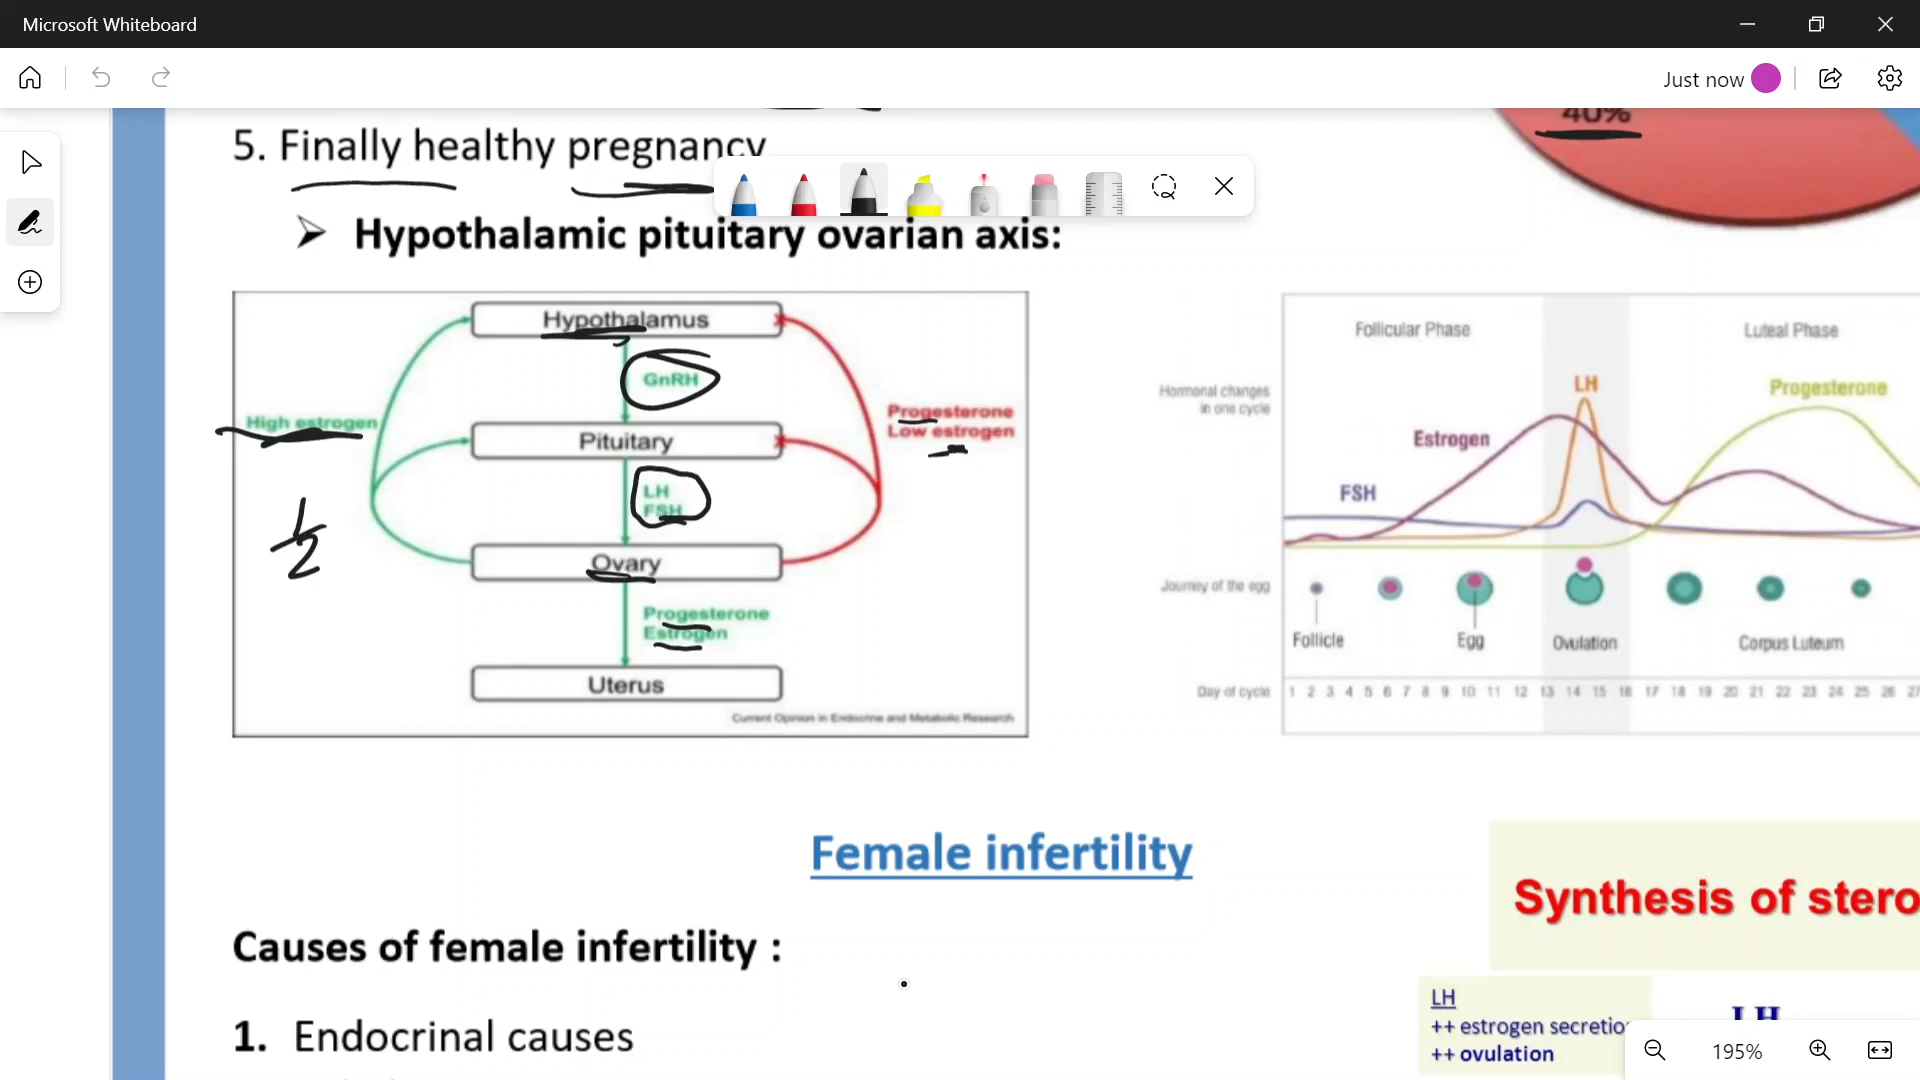 Microsoft Whiteboard
Just now
40%
5. Finally healthy pregnancy
➢ Hypothalamic pituitary ovarian axis:
Hypothalamus
GnRH
High estrogen
Progesterone
Low estrogen
Pituitary
LH
FSH
1/2
Ovary
Progesterone
Estrogen
Uterus
Current Opinion in Endocrine and Metabolic Research
Follicular Phase
Luteal Phase
Hormonal changes
in one cycle
LH
Progesterone
Estrogen
FSH
Journey of the egg
Follicle
Egg
Ovulation
Corpus Luteum
Day of cycle
1 2 3 4 5 6 7 8 9 10 11 12 13 14 15 16 17 18 19 20 21 22 23 24 25 26 27
Female infertility
Synthesis of stero
Causes of female infertility :
1. Endocrinal causes
LH
++ estrogen secretio
++ ovulation
LH
195%